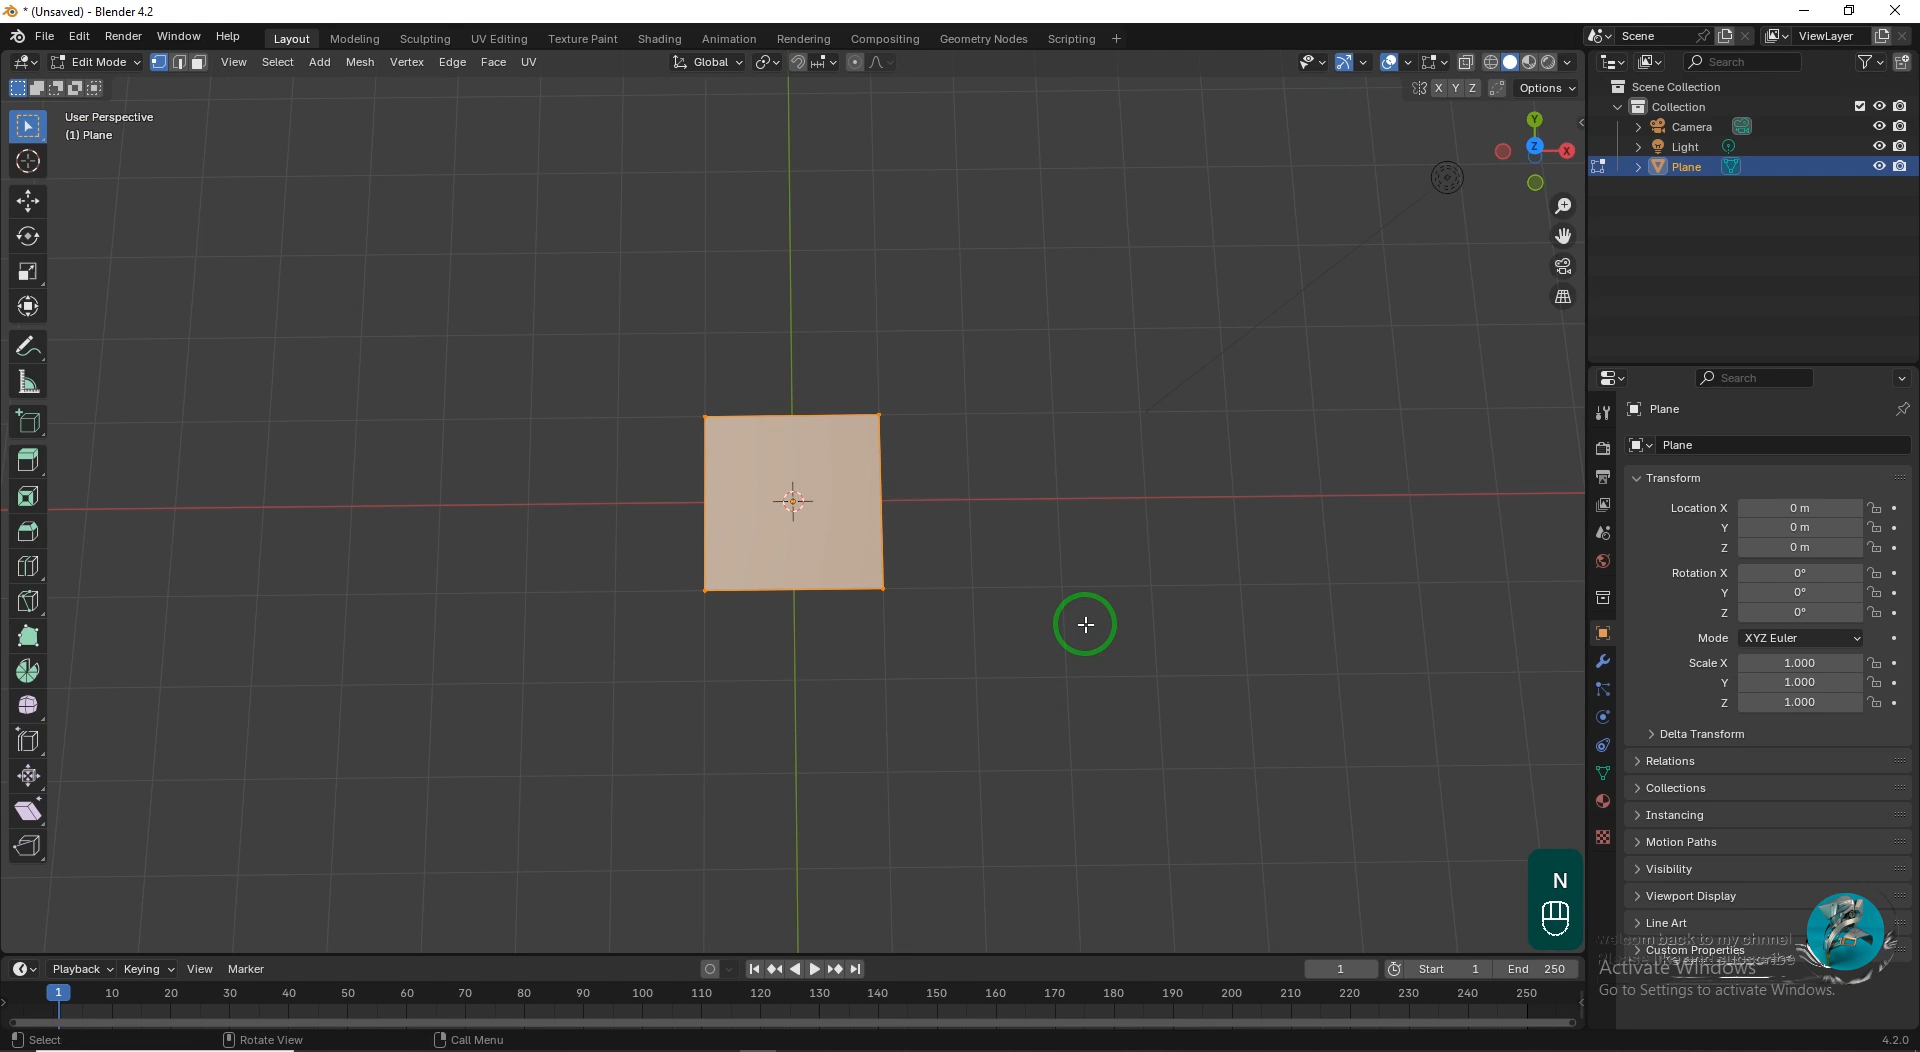 * (Unsaved) - Blender 4.2
File Edit Render Window Help Layout Modeling Sculpting UV Editing Texture Paint Shading Animation Rendering Compositing Geometry Nodes Scripting + Scene ViewLayer
Edit Mode View Select Add Mesh Vertex Edge Face UV Global Search
X Y Z Options
User Perspective
(1) Plane
Y
Z X
Scene Collection
Collection
Camera
Light
Plane
Search
Plane
Plane
Transform
Location X 0 m
Y 0 m
Z 0 m
Rotation X 0°
Y 0°
Z 0°
Mode XYZ Euler
Scale X 1.000
Y 1.000
Z 1.000
Delta Transform
Relations
Collections
Instancing
Motion Paths
Visibility
Viewport Display
Line Art
Custom Properties
N
welcom back to my chnnel
Activate Windows
Go to Settings to activate Windows.
Playback Keying View Marker 1 Start 1 End 250
1 10 20 30 40 50 60 70 80 90 100 110 120 130 140 150 160 170 180 190 200 210 220 230 240 250
Select Rotate View Call Menu 4.2.0